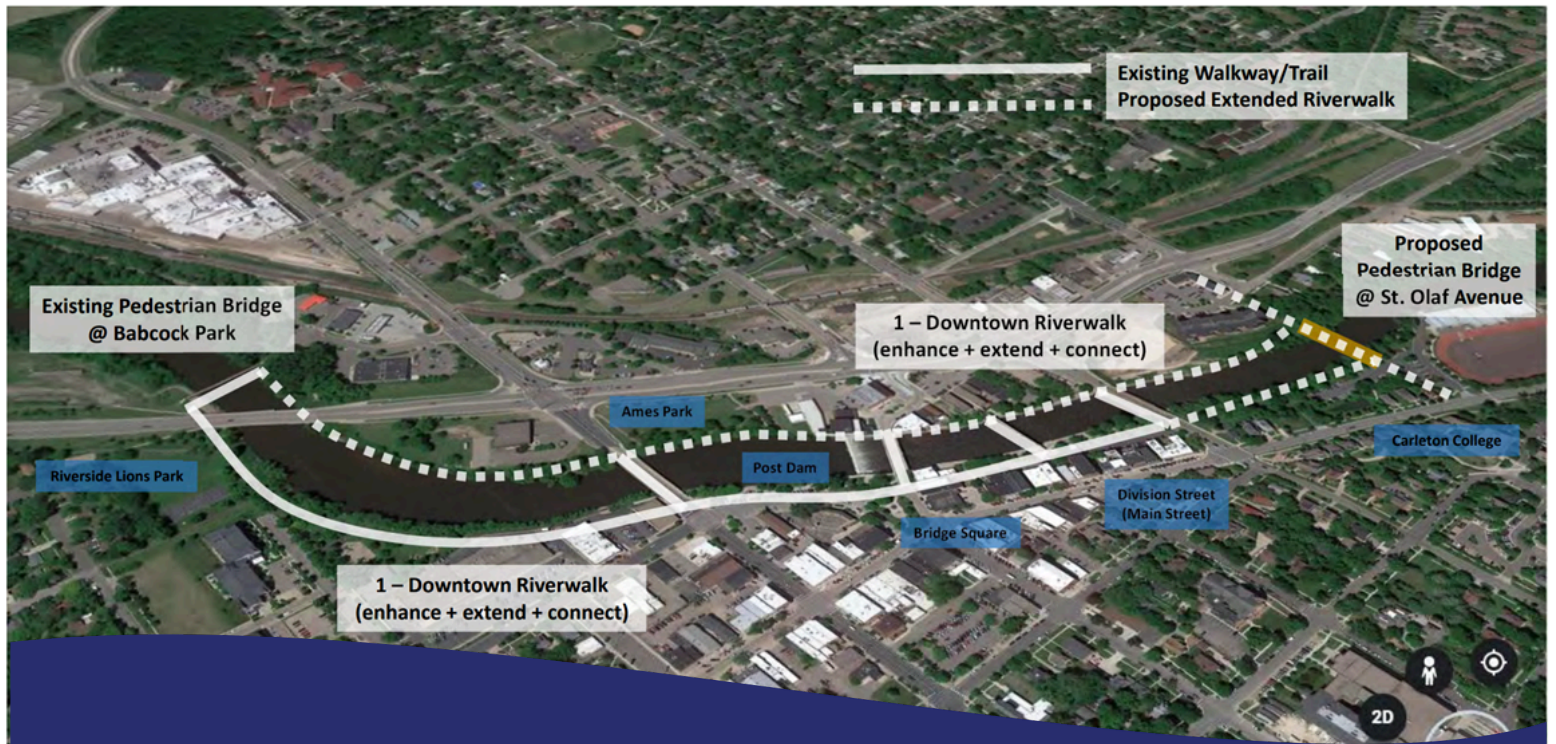 Existing Walkway/Trail
Proposed Extended Riverwalk
Proposed
Pedestrian Bridge
@ St. Olaf Avenue
Existing Pedestrian Bridge
@ Babcock Park
1 – Downtown Riverwalk
(enhance + extend + connect)
Ames Park
Carleton College
Post Dam
Riverside Lions Park
Division Street
(Main Street)
Bridge Square
1 – Downtown Riverwalk
(enhance + extend + connect)
2D